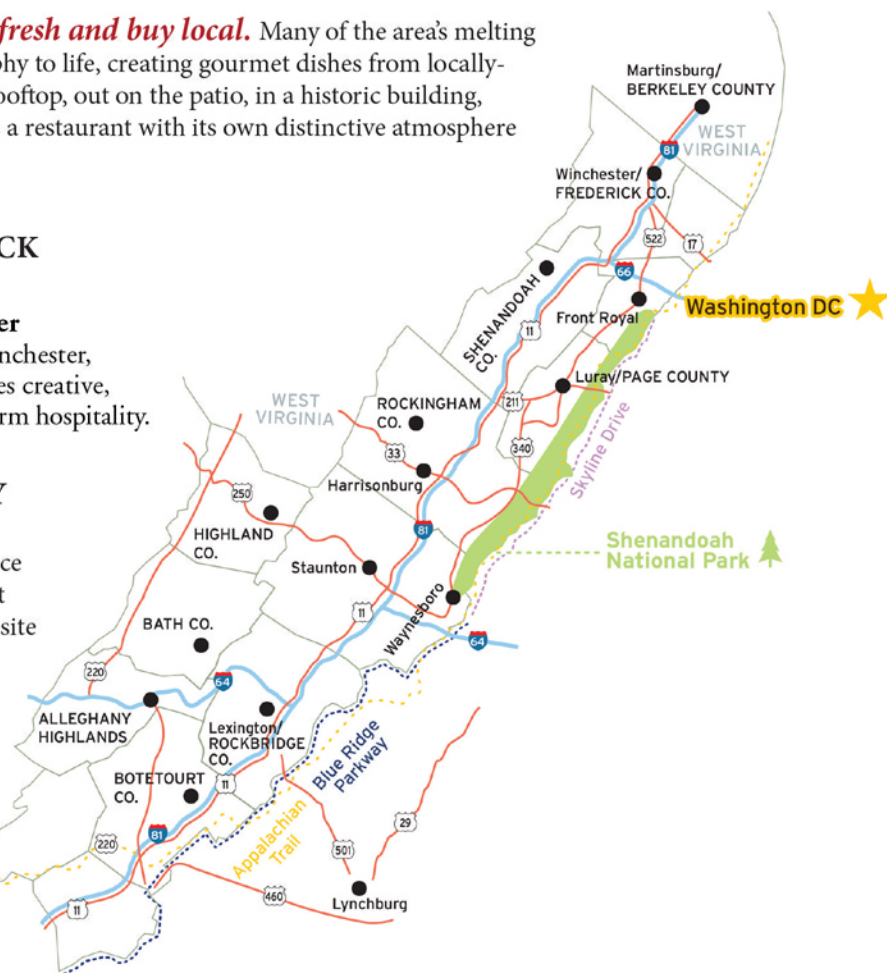 fresh and buy local. Many of the area's melting
phy to life, creating gourmet dishes from locally-
ooftop, out on the patio, in a historic building,
a restaurant with its own distinctive atmosphere
CK
er
nchester,
es creative,
rm hospitality.
Y
ce
t
site
Martinsburg/
BERKELEY COUNTY
WEST
VIRGINIA
81
Winchester/
FREDERICK CO.
522
17
66
SHENANDOAH
CO.
11
Front Royal
Washington DC
Luray/PAGE COUNTY
211
WEST
VIRGINIA
ROCKINGHAM
CO.
33
340
Skyline Drive
Harrisonburg
250
HIGHLAND
CO.
81
Shenandoah
National Park
Staunton
11
Waynesboro
BATH CO.
64
220
64
ALLEGHANY
HIGHLANDS
Lexington/
ROCKBRIDGE
CO.
Blue Ridge
Parkway
BOTETOURT
CO.
11
81
220
Appalachian
Trail
29
501
460
Lynchburg
11